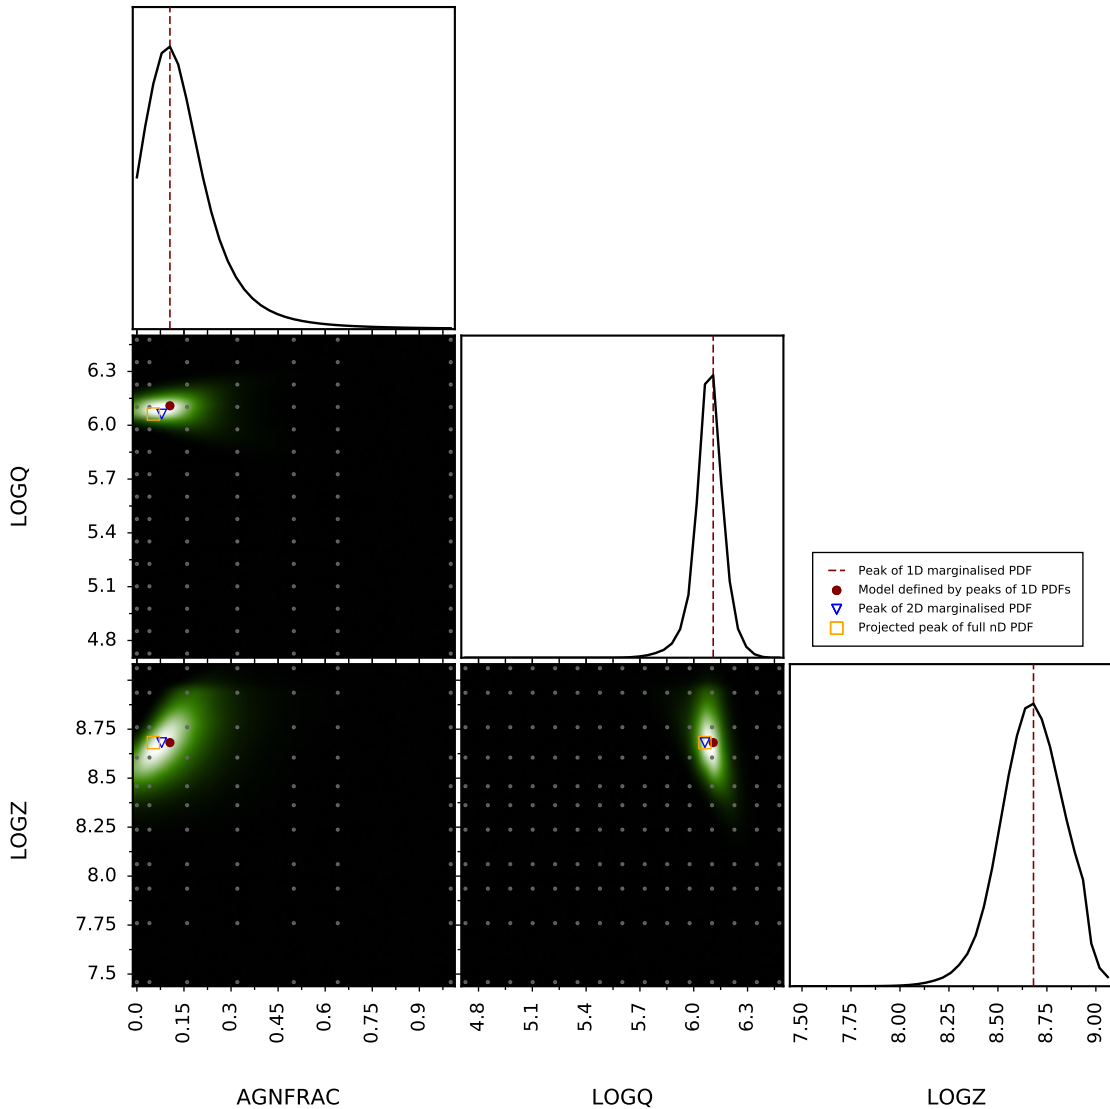 6.3
6.0
5.7
5.4
5.1
4.8
LOGQ
Peak of 1D marginalised PDF
Model defined by peaks of 1D PDFs
Peak of 2D marginalised PDF
Projected peak of full nD PDF
8.75
8.5
8.25
8.0
7.75
7.5
LOGZ
0.0 0.15 0.3 0.45 0.6 0.75 0.9
4.8 5.1 5.4 5.7 6.0 6.3
7.50 7.75 8.00 8.25 8.50 8.75 9.00
AGNFRAC LOGQ LOGZ